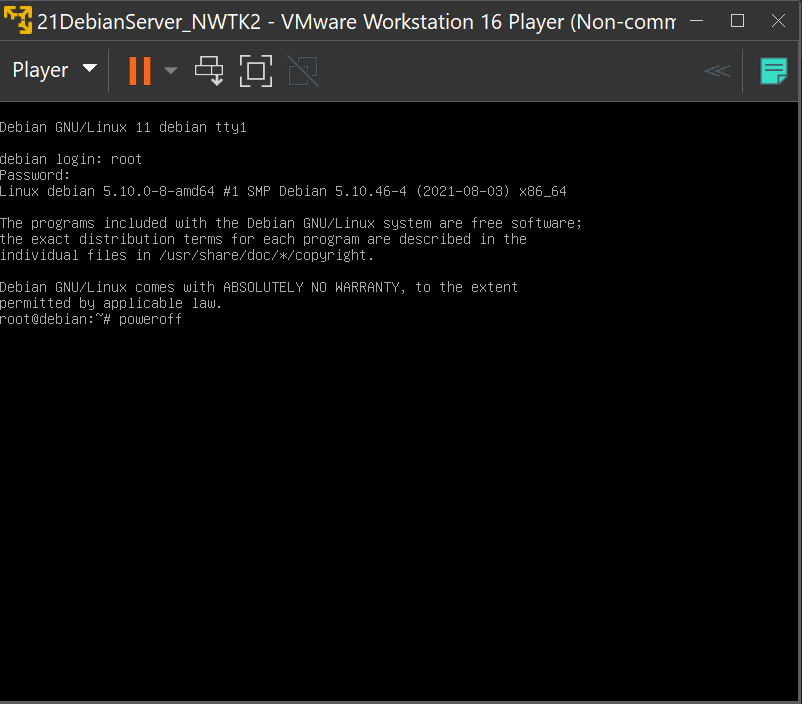 21DebianServer_NWTK2 - VMware Workstation 16 Player (Non-comm
Player
Debian GNU/Linux 11 debian tty1
debian login: root
Password:
Linux debian 5.10.0-8-amd64 #1 SMP Debian 5.10.46-4 (2021-08-03) x86_64
The programs included with the Debian GNU/Linux system are free software;
the exact distribution terms for each program are described in the
individual files in /usr/share/doc/*/copyright.
Debian GNU/Linux comes with ABSOLUTELY NO WARRANTY, to the extent
permitted by applicable law.
root@debian:~# poweroff